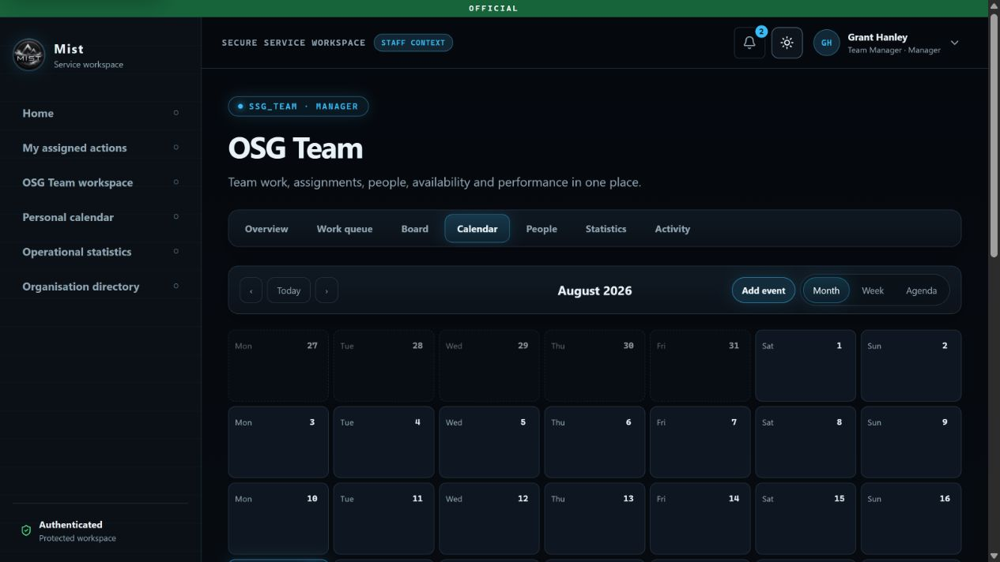 OFFICIAL
MIST
Mist
Service workspace
SECURE SERVICE WORKSPACE STAFF CONTEXT
2
GH
Grant Hanley
Team Manager · Manager
Home
My assigned actions
OSG Team workspace
Personal calendar
Operational statistics
Organisation directory
Authenticated
Protected workspace
SSG_TEAM · MANAGER
OSG Team
Team work, assignments, people, availability and performance in one place.
Overview Work queue Board Calendar People Statistics Activity
‹ Today › August 2026 Add event Month Week Agenda
Mon 27 Tue 28 Wed 29 Thu 30 Fri 31 Sat 1 Sun 2
Mon 3 Tue 4 Wed 5 Thu 6 Fri 7 Sat 8 Sun 9
Mon 10 Tue 11 Wed 12 Thu 13 Fri 14 Sat 15 Sun 16